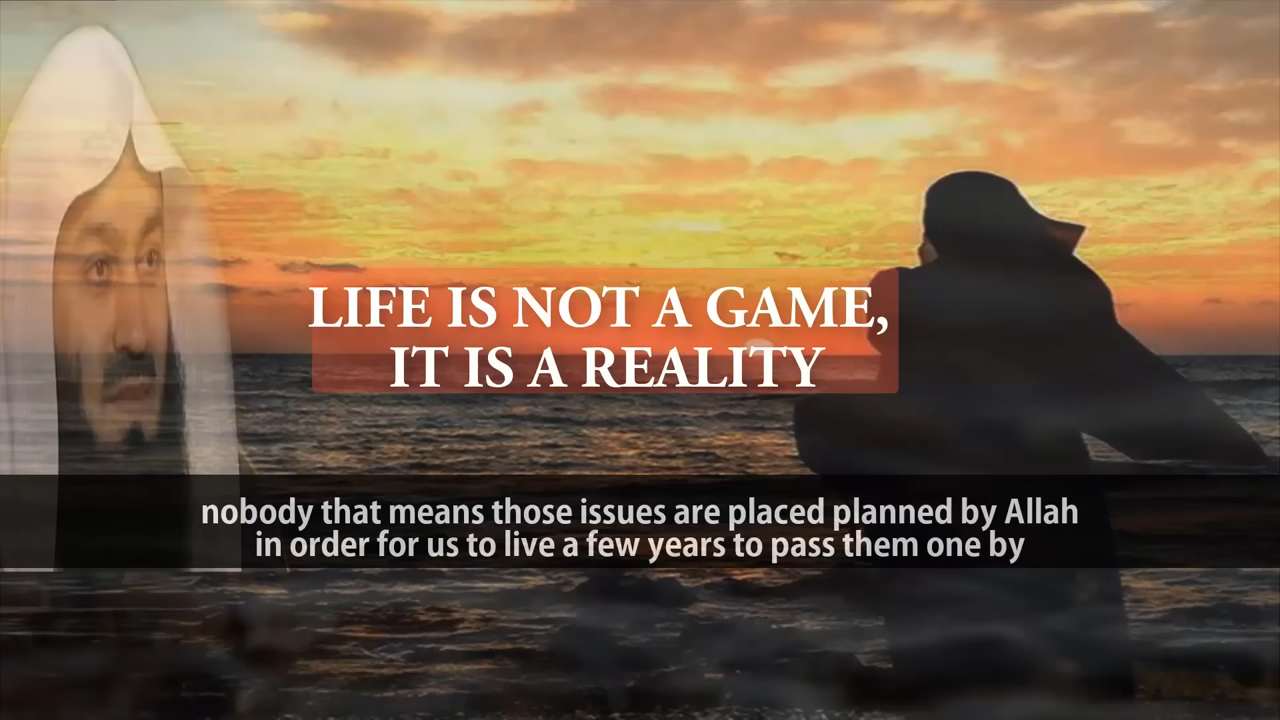 LIFE IS NOT A GAME,
IT IS A REALITY
nobody that means those issues are placed planned by Allah
in order for us to live a few years to pass them one by